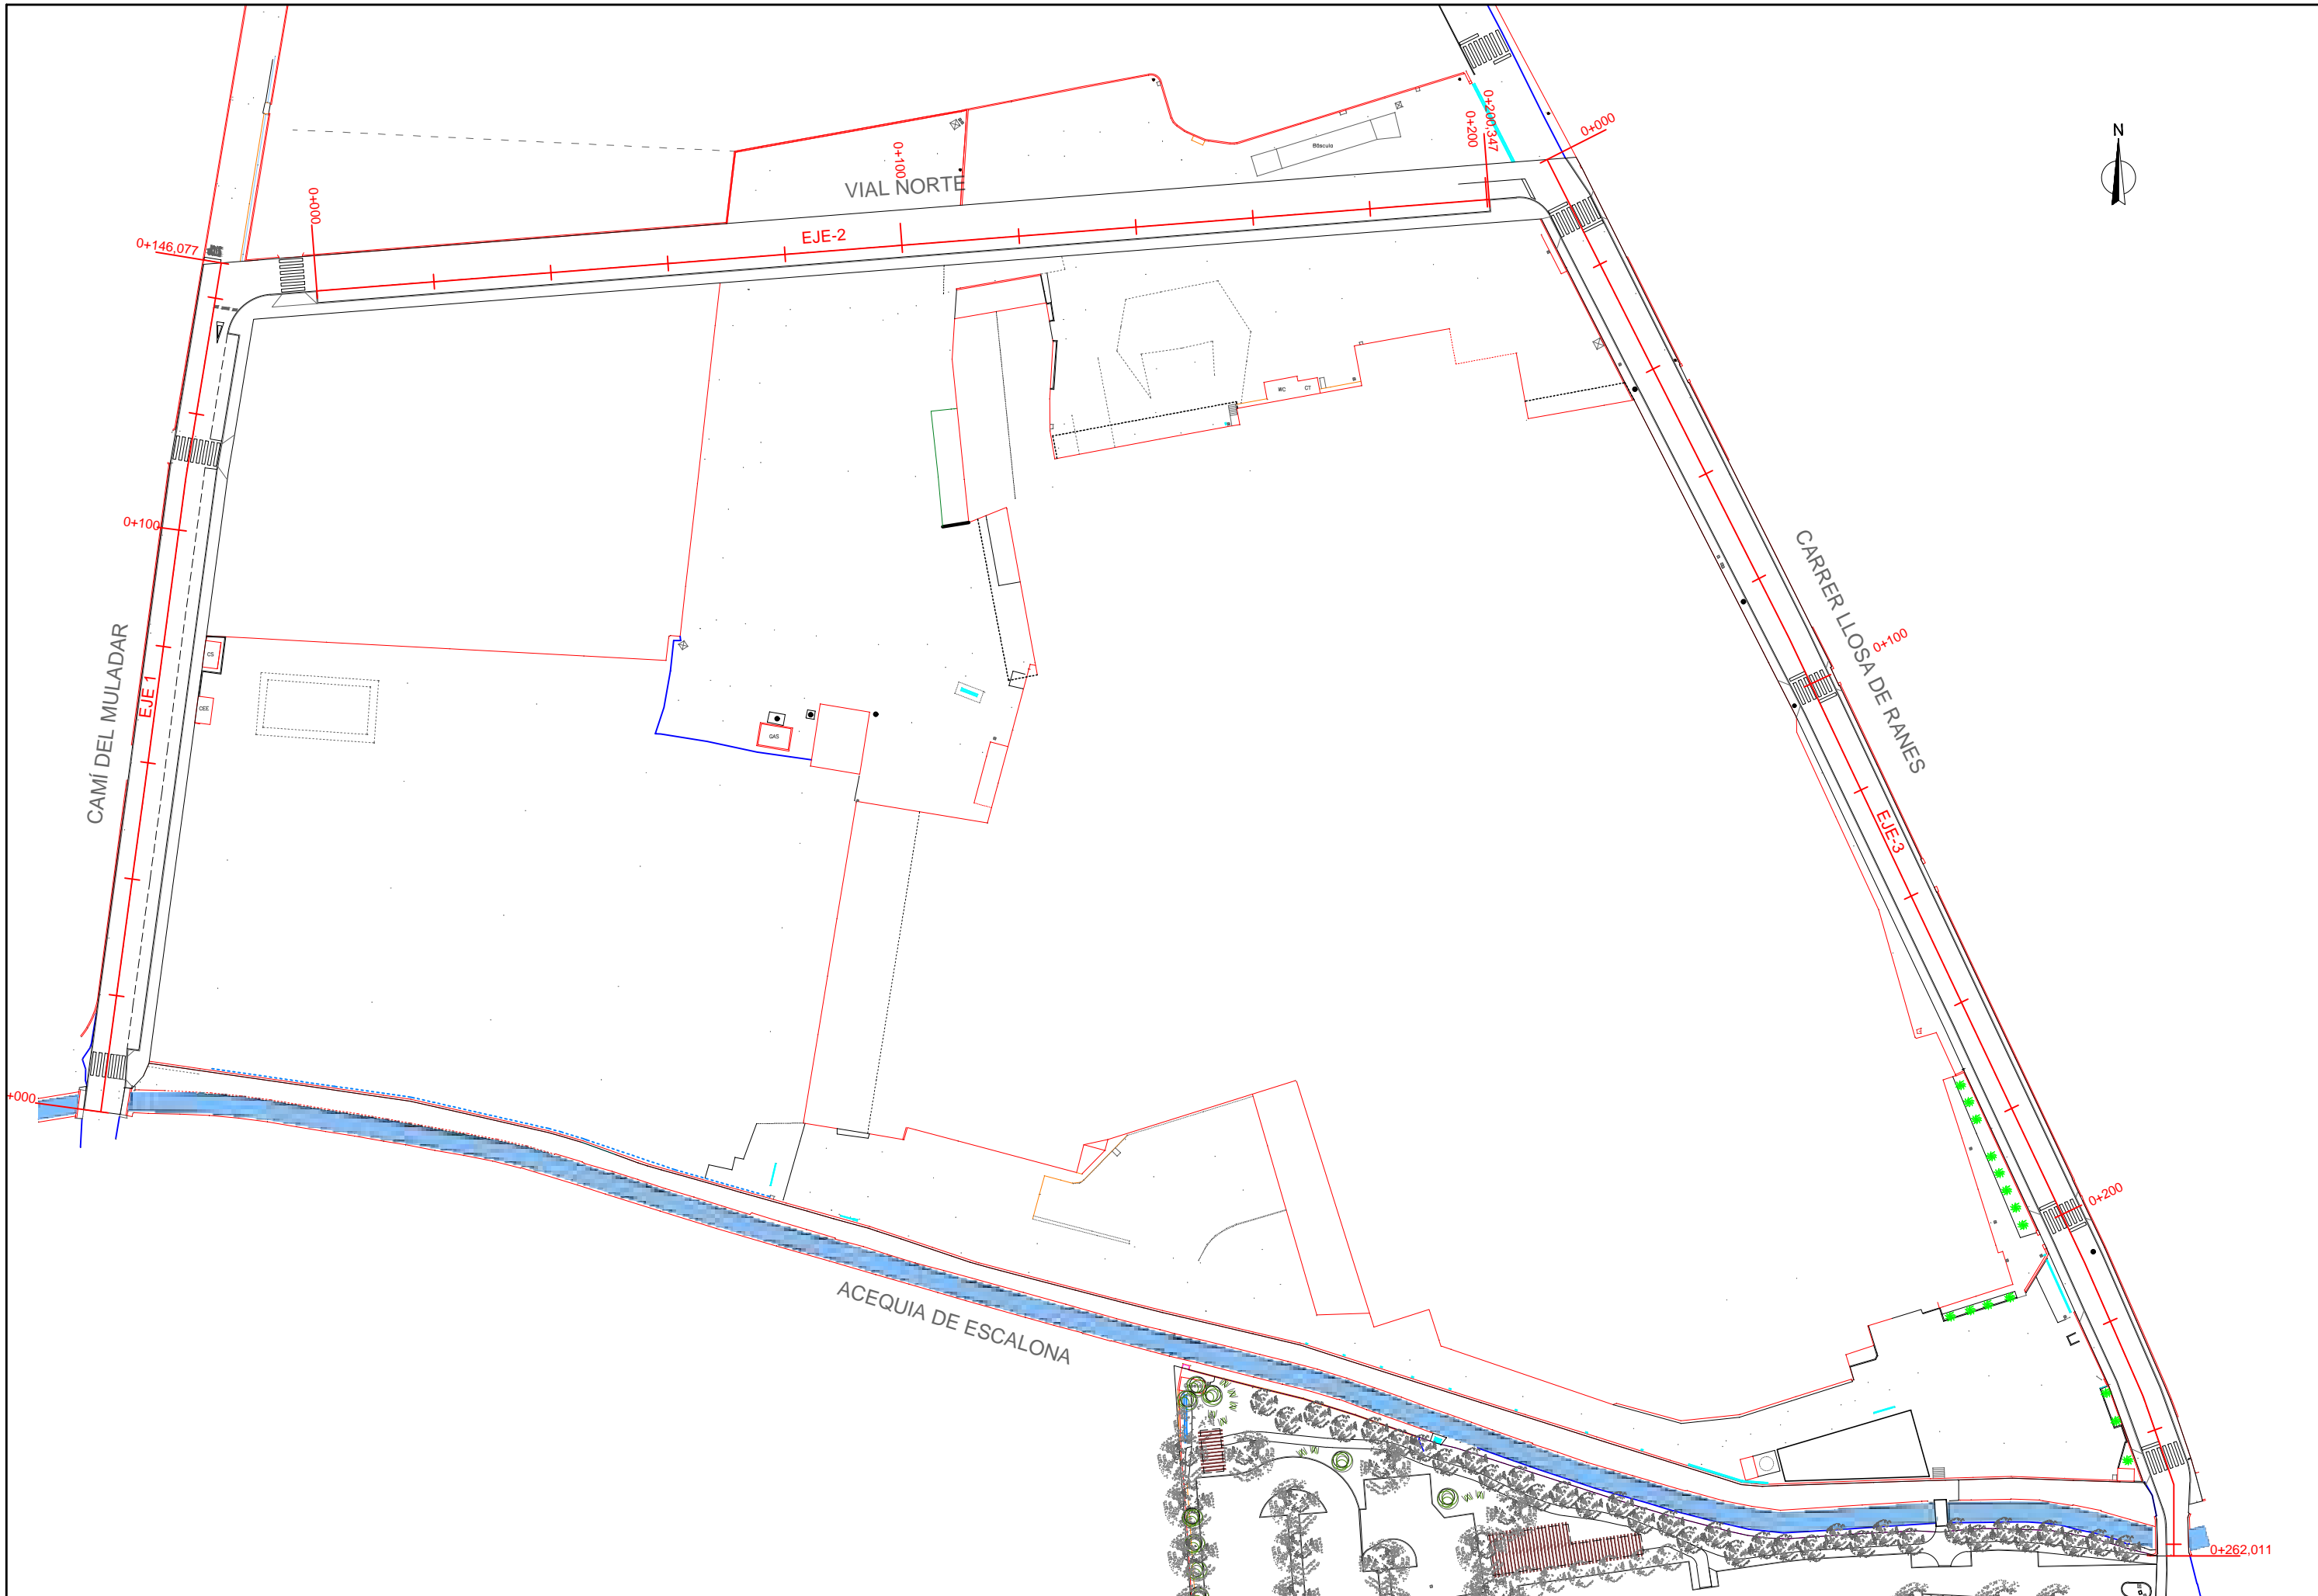 N
0+000
0+200,347
0+200
0+100
VIAL NORTE
Báscula
0+000
EJE-2
0+146,077
WC
CT
0+100
CARRER LLOSA DE RANES
0+100
CAMÍ DEL MULADAR
EJE 1
CS
CEE
GAS
EJE-3
+000
0+200
ACEQUIA DE ESCALONA
0+262,011